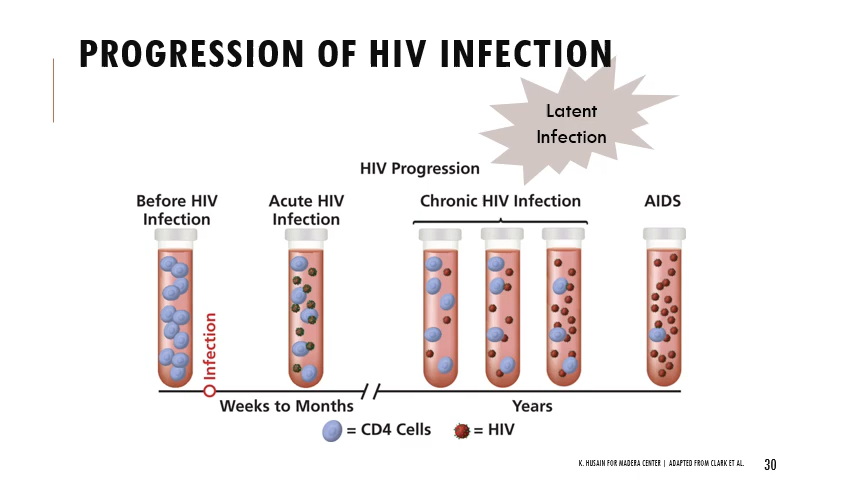 PROGRESSION OF HIV INFECTION
Latent
Infection
HIV Progression
Before HIV
Infection
Acute HIV
Infection
Chronic HIV Infection
AIDS
Infection
Weeks to Months
Years
= CD4 Cells
= HIV
K. HUSAIN FOR MADERA CENTER | ADAPTED FROM CLARK ET AL.
30